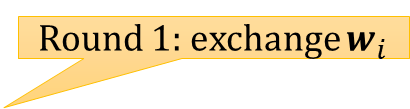 Round 1: exchange 𝒘ᵢ